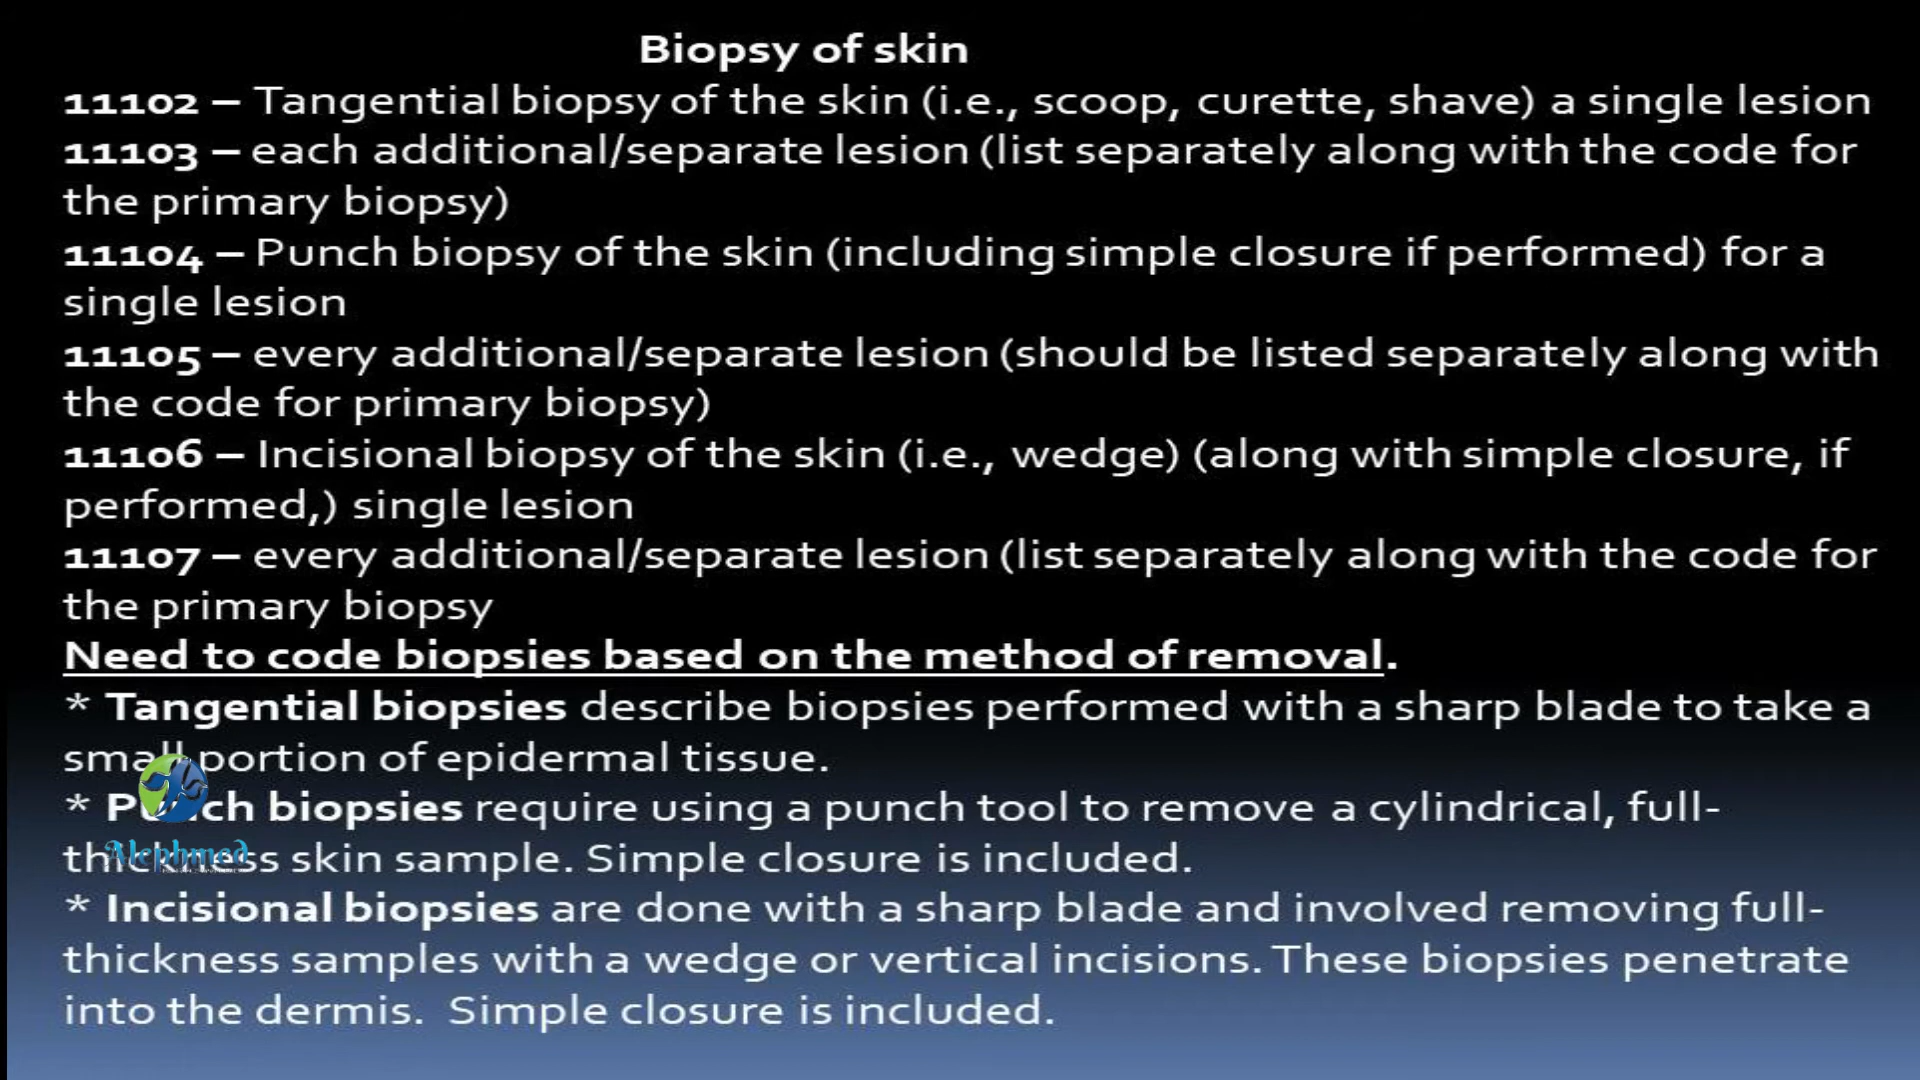 Biopsy of skin
11102 – Tangential biopsy of the skin (i.e., scoop, curette, shave) a single lesion
11103 – each additional/separate lesion (list separately along with the code for
the primary biopsy)
11104 – Punch biopsy of the skin (including simple closure if performed) for a
single lesion
11105 – every additional/separate lesion (should be listed separately along with
the code for primary biopsy)
11106 – Incisional biopsy of the skin (i.e., wedge) (along with simple closure, if
performed,) single lesion
11107 – every additional/separate lesion (list separately along with the code for
the primary biopsy
Need to code biopsies based on the method of removal.
* Tangential biopsies describe biopsies performed with a sharp blade to take a
small portion of epidermal tissue.
* Punch biopsies require using a punch tool to remove a cylindrical, full-
thickness skin sample. Simple closure is included.
Alephmed
* Incisional biopsies are done with a sharp blade and involved removing full-
thickness samples with a wedge or vertical incisions. These biopsies penetrate
into the dermis. Simple closure is included.